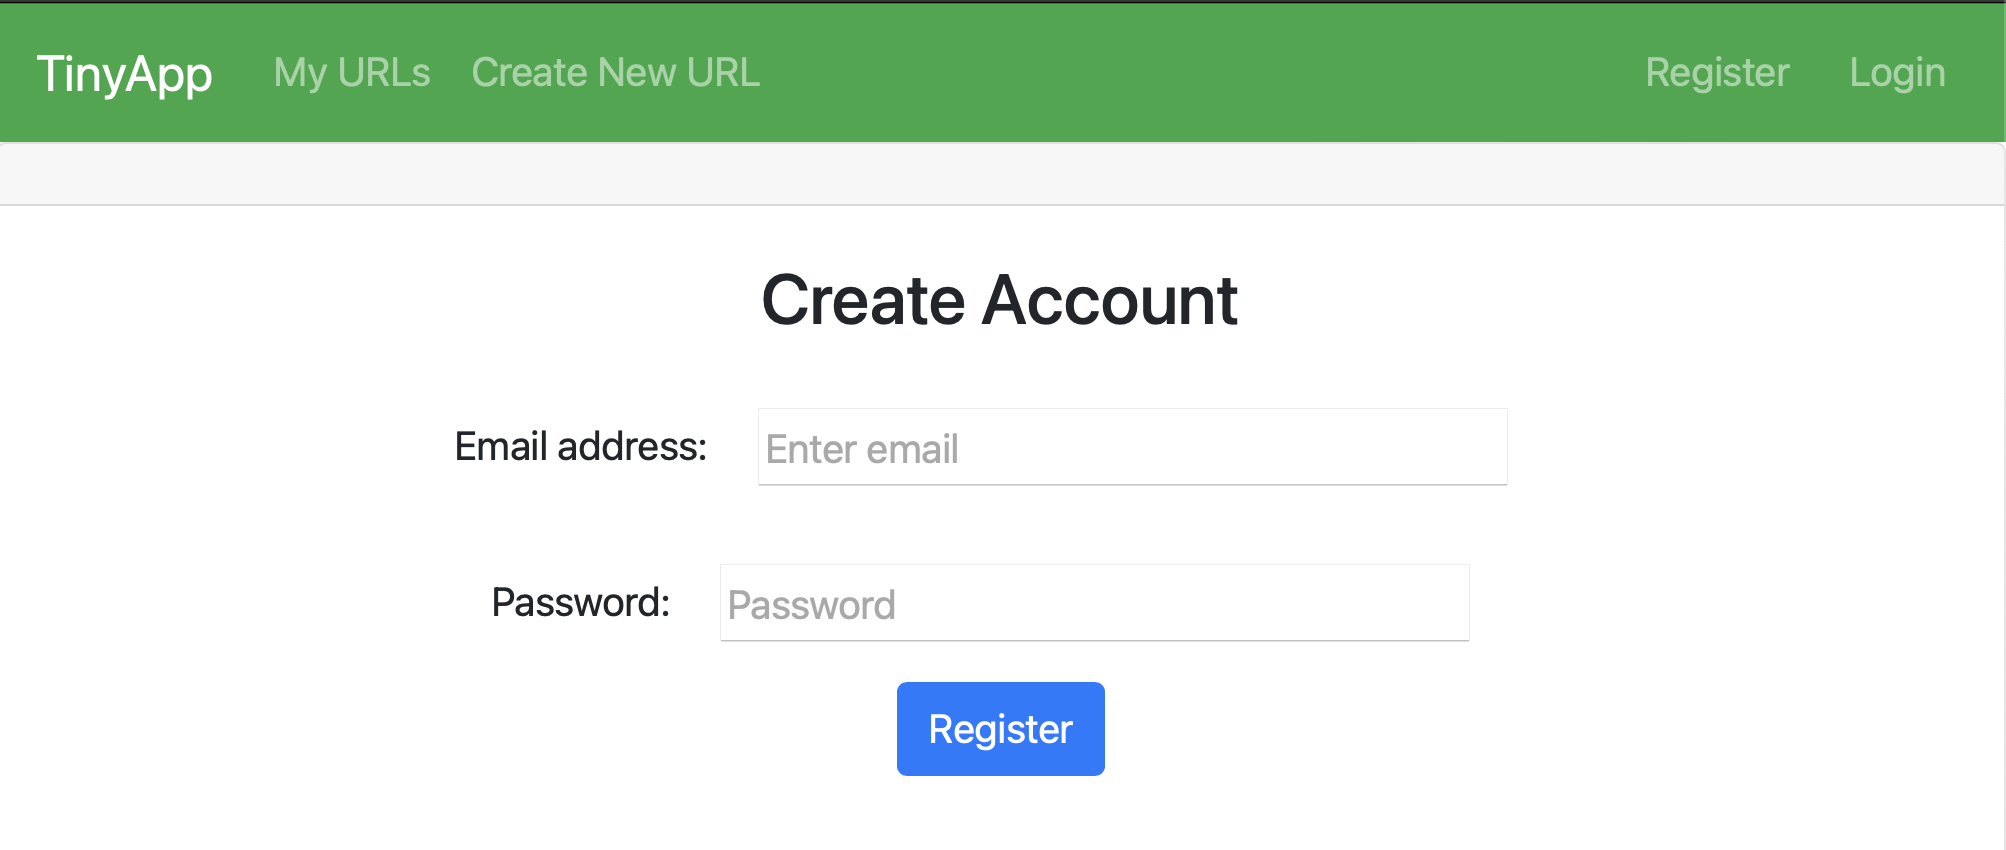 TinyApp My URLs Create New URL Register Login
Create Account
Email address: Enter email
Password: Password
Register